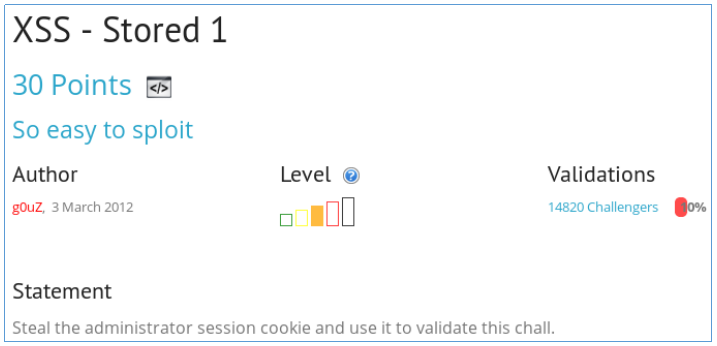 XSS - Stored 1
30 Points </>
So easy to sploit
Author
Level ?
Validations
g0uZ, 3 March 2012
14820 Challengers 10%
Statement
Steal the administrator session cookie and use it to validate this chall.